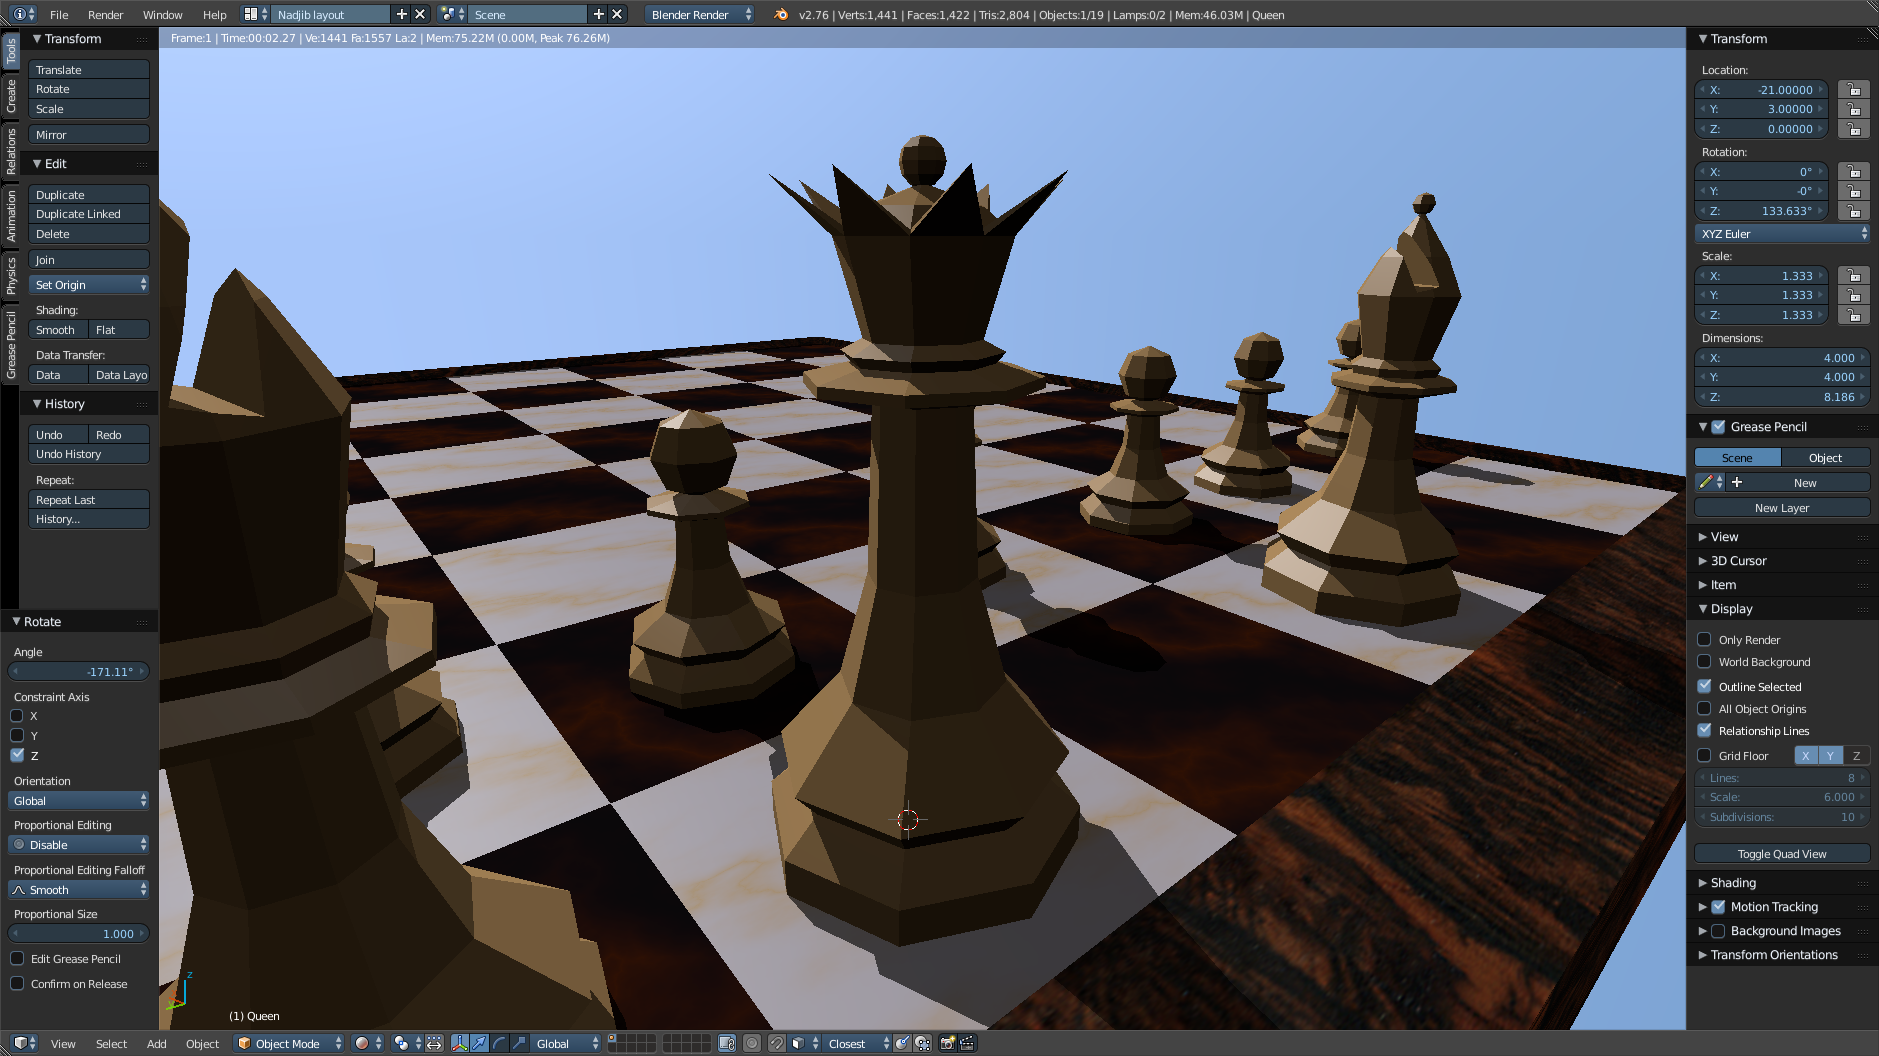 File Render Window Help Nadjib layout Scene Blender Render v2.76 | Verts:1,441 | Faces:1,422 | Tris:2,804 | Objects:1/19 | Lamps:0/2 | Mem:46.03M | Queen
Frame:1 | Time:00:02.27 | Ve:1441 Fa:1557 La:2 | Mem:75.22M (0.00M, Peak 76.26M)
Tools
Create
Relations
Animation
Physics
Grease Pencil
Transform
Translate
Rotate
Scale
Mirror
Edit
Duplicate
Duplicate Linked
Delete
Join
Set Origin
Shading:
Smooth Flat
Data Transfer:
Data Data Layo
History
Undo Redo
Undo History
Repeat:
Repeat Last
History...
Rotate
Angle
-171.11°
Constraint Axis
X
Y
Z
Orientation
Global
Proportional Editing
Disable
Proportional Editing Falloff
Smooth
Proportional Size
1.000
Edit Grease Pencil
Confirm on Release
z
(1) Queen
Transform
Location:
X: -21.00000
Y: 3.00000
Z: 0.00000
Rotation:
X: 0°
Y: -0°
Z: 133.633°
XYZ Euler
Scale:
X: 1.333
Y: 1.333
Z: 1.333
Dimensions:
X: 4.000
Y: 4.000
Z: 8.186
Grease Pencil
Scene Object
New
New Layer
View
3D Cursor
Item
Display
Only Render
World Background
Outline Selected
All Object Origins
Relationship Lines
Grid Floor X Y Z
Lines: 8
Scale: 6.000
Subdivisions: 10
Toggle Quad View
Shading
Motion Tracking
Background Images
Transform Orientations
View Select Add Object Object Mode Global Closest